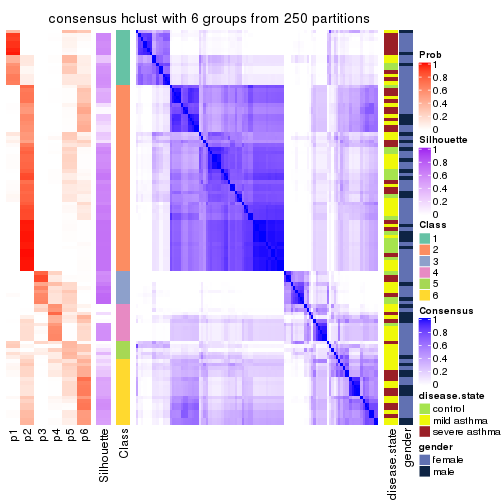 consensus hclust with 6 groups from 250 partitions
Prob
1
0.8
0.6
0.4
0.2
0
Silhouette
1
0.8
0.6
0.4
0.2
0
Class
1
2
3
4
5
6
Consensus
1
0.8
0.6
0.4
0.2
0
disease.state
control
mild asthma
severe asthma
gender
female
male
p1
p2
p3
p4
p5
p6
Silhouette
Class
disease.state
gender